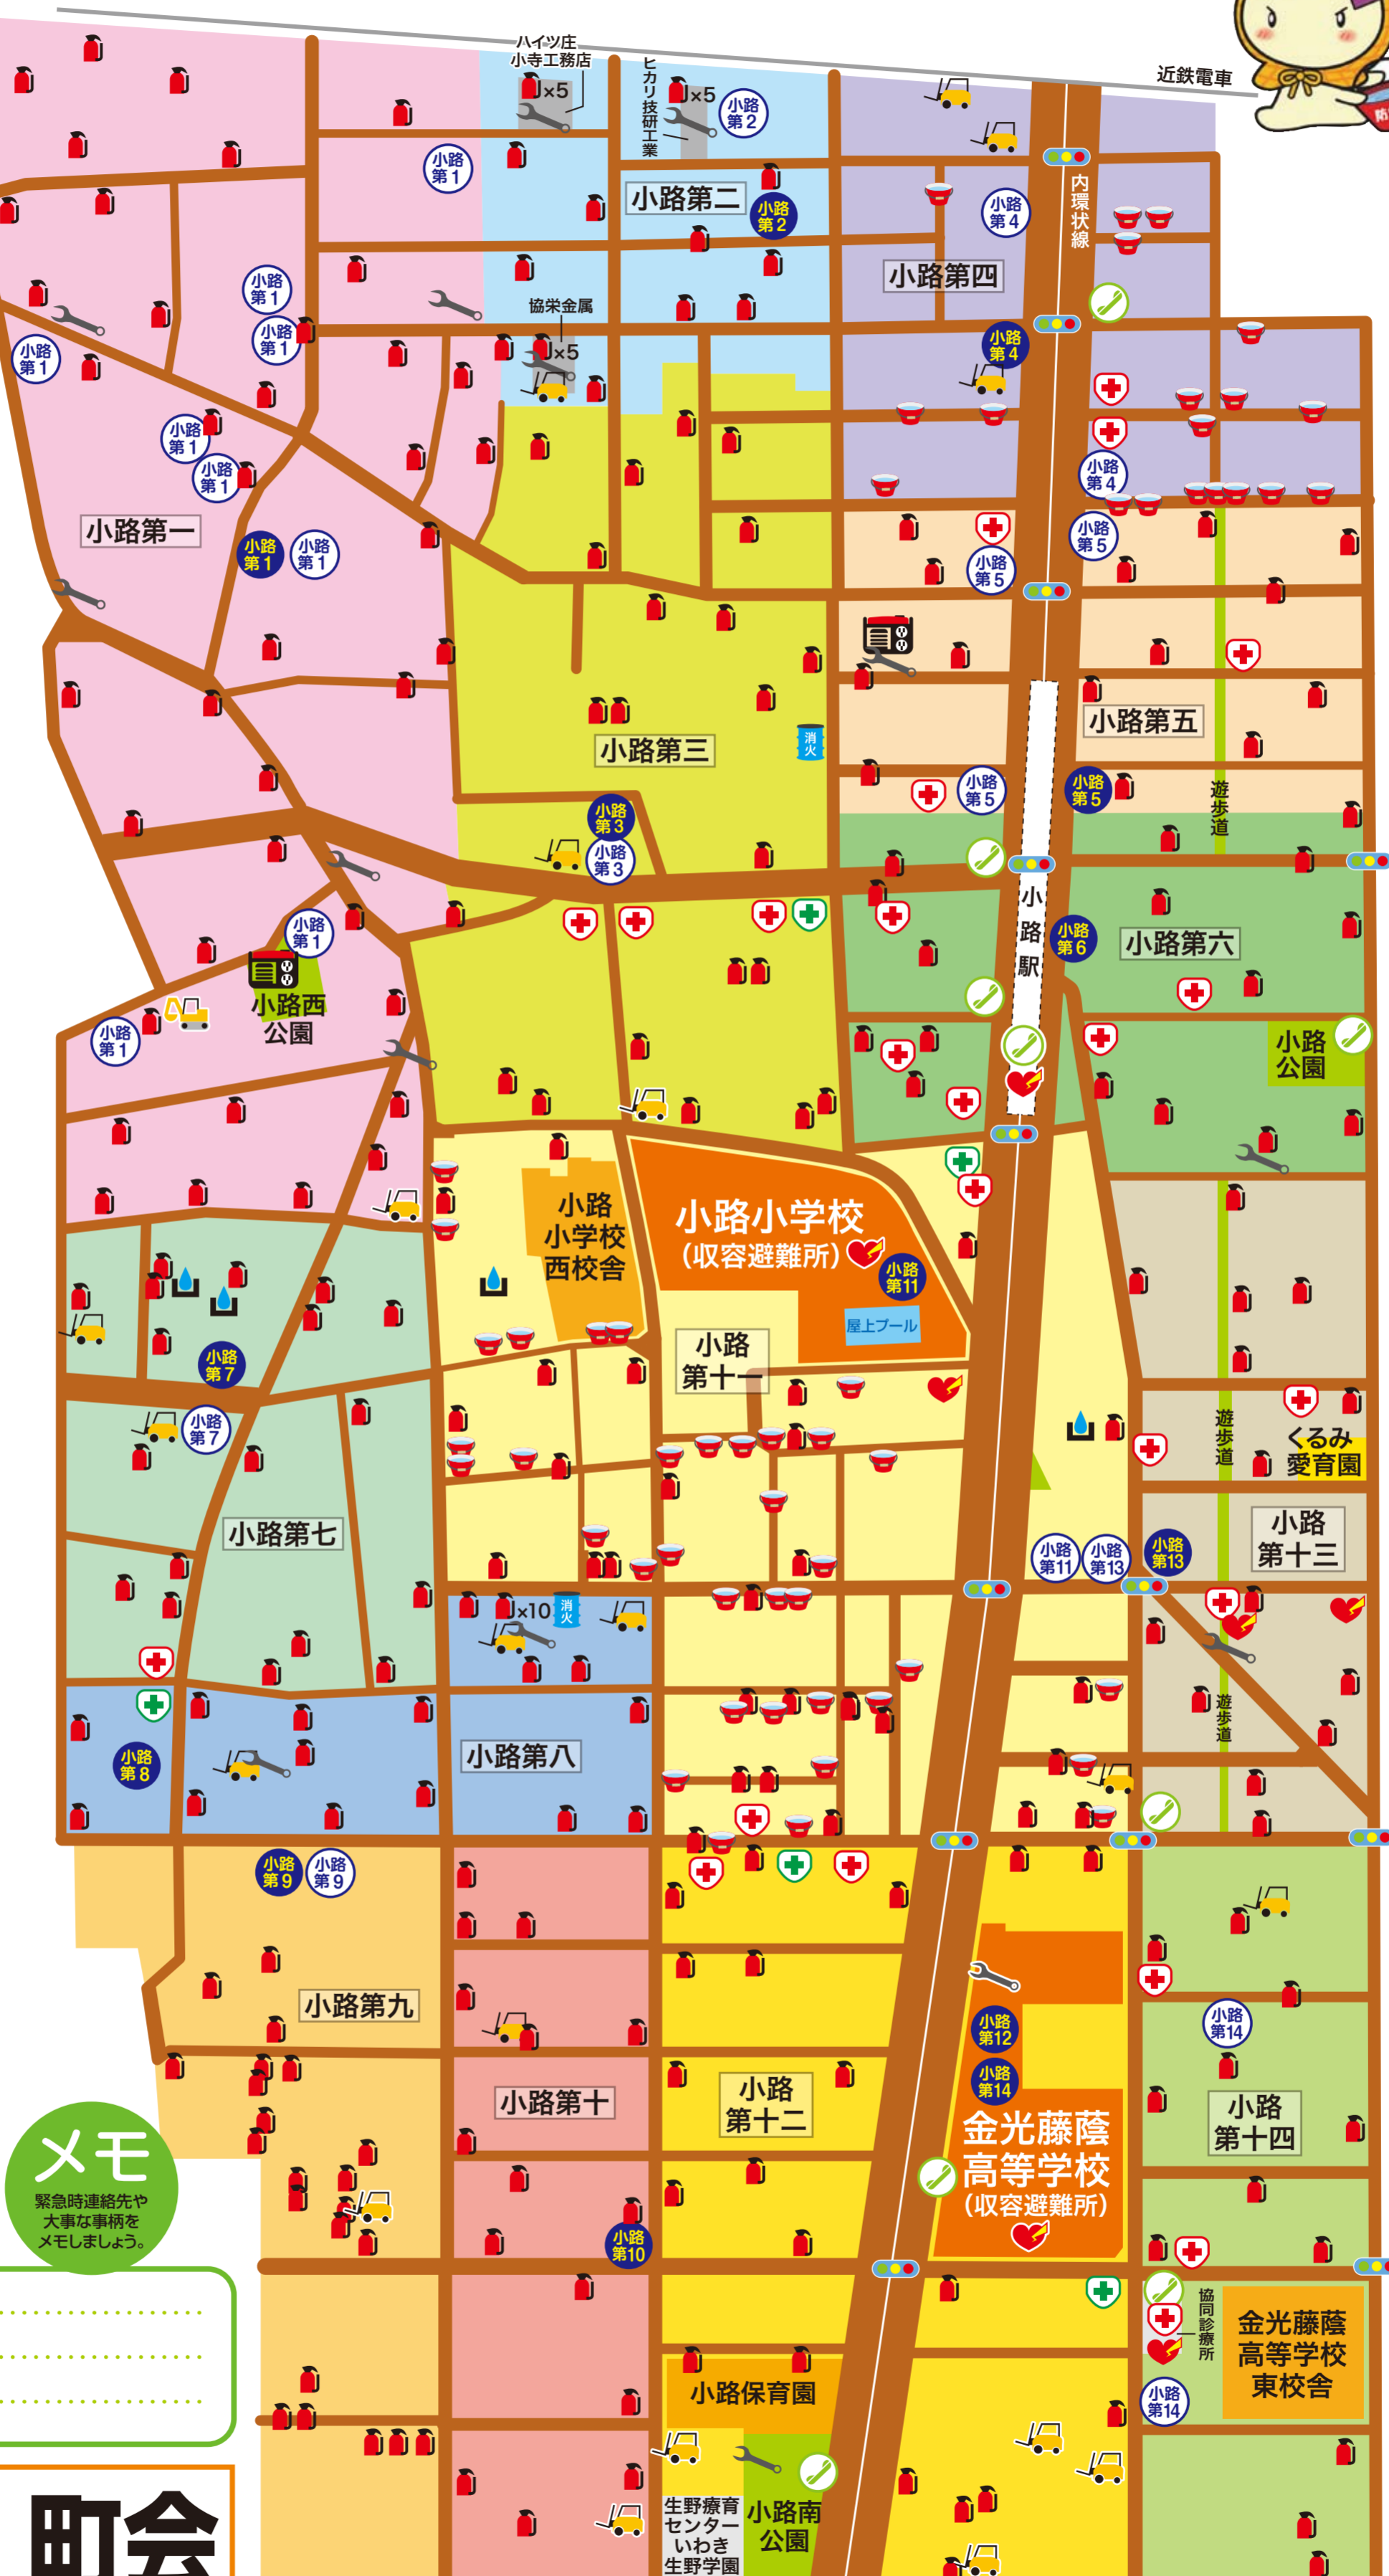 近鉄電車
防
ハイツ庄
小寺工務店
×5
ヒカリ技研工業
×5
小路
第2
小路
第1
小路第二
小路
第2
小路
第4
内環状線
小路第四
小路
第1
小路
第1
小路
第1
協栄金属
×5
小路
第4
小路
第1
小路
第1
小路
第4
小路第一
小路
第1
小路
第1
小路
第5
小路
第5
小路第三
消火
小路第五
小路
第3
小路
第3
小路
第5
小路
第5
遊歩道
小路
第1
小路西
公園
小路
第1
小路駅
小路
第6
小路第六
小路
公園
小路
小学校
西校舎
小路小学校
(収容避難所)
小路
第11
屋上プール
小路
第十一
小路
第7
小路
第7
小路第七
遊歩道
くるみ
愛育園
小路
第11
小路
第13
小路
第13
小路
第十三
×10
消火
小路
第8
小路第八
遊歩道
小路
第9
小路
第9
小路第九
小路第十
小路
第十二
小路
第12
小路
第14
金光藤蔭
高等学校
(収容避難所)
小路
第14
小路
第十四
小路
第10
メモ
緊急時連絡先や
大事な事柄を
メモしましょう。
協同診療所
金光藤蔭
高等学校
東校舎
小路
第14
小路保育園
生野療育
センター
いわき
生野学園
小路南
公園
町会